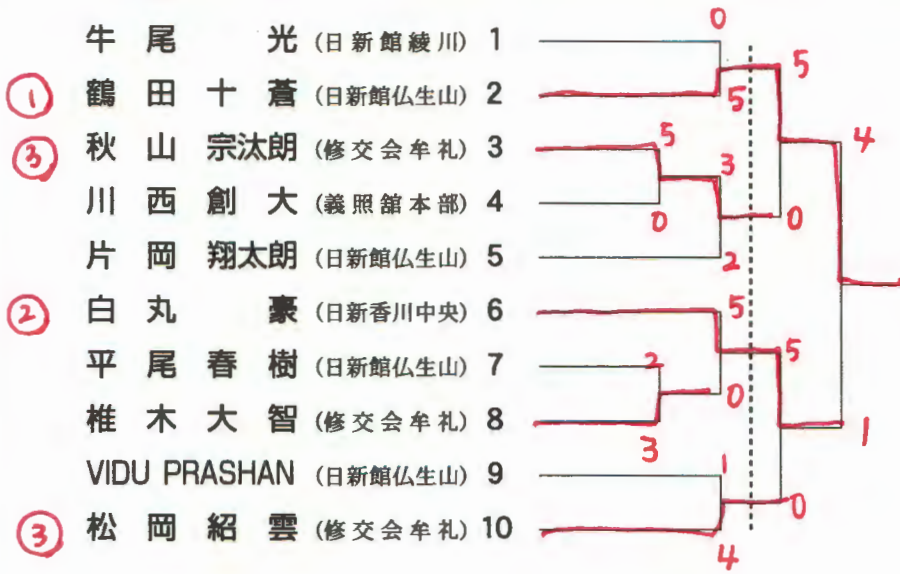 0
牛尾 光 (日新館綾川) 1
5
① 鶴田十蒼 (日新館仏生山) 2
5
③ 秋山宗汰朗 (修交会牟礼) 3
5 3 4
川西創大 (義照館本部) 4
0 0
片岡翔太朗 (日新館仏生山) 5
2
② 白丸 豪 (日新香川中央) 6
5
平尾春樹 (日新館仏生山) 7
2 5
0
椎木大智 (修交会牟礼) 8
3 1
VIDU PRASHAN (日新館仏生山) 9
1
0
③ 松岡紹雲 (修交会牟礼) 10
4